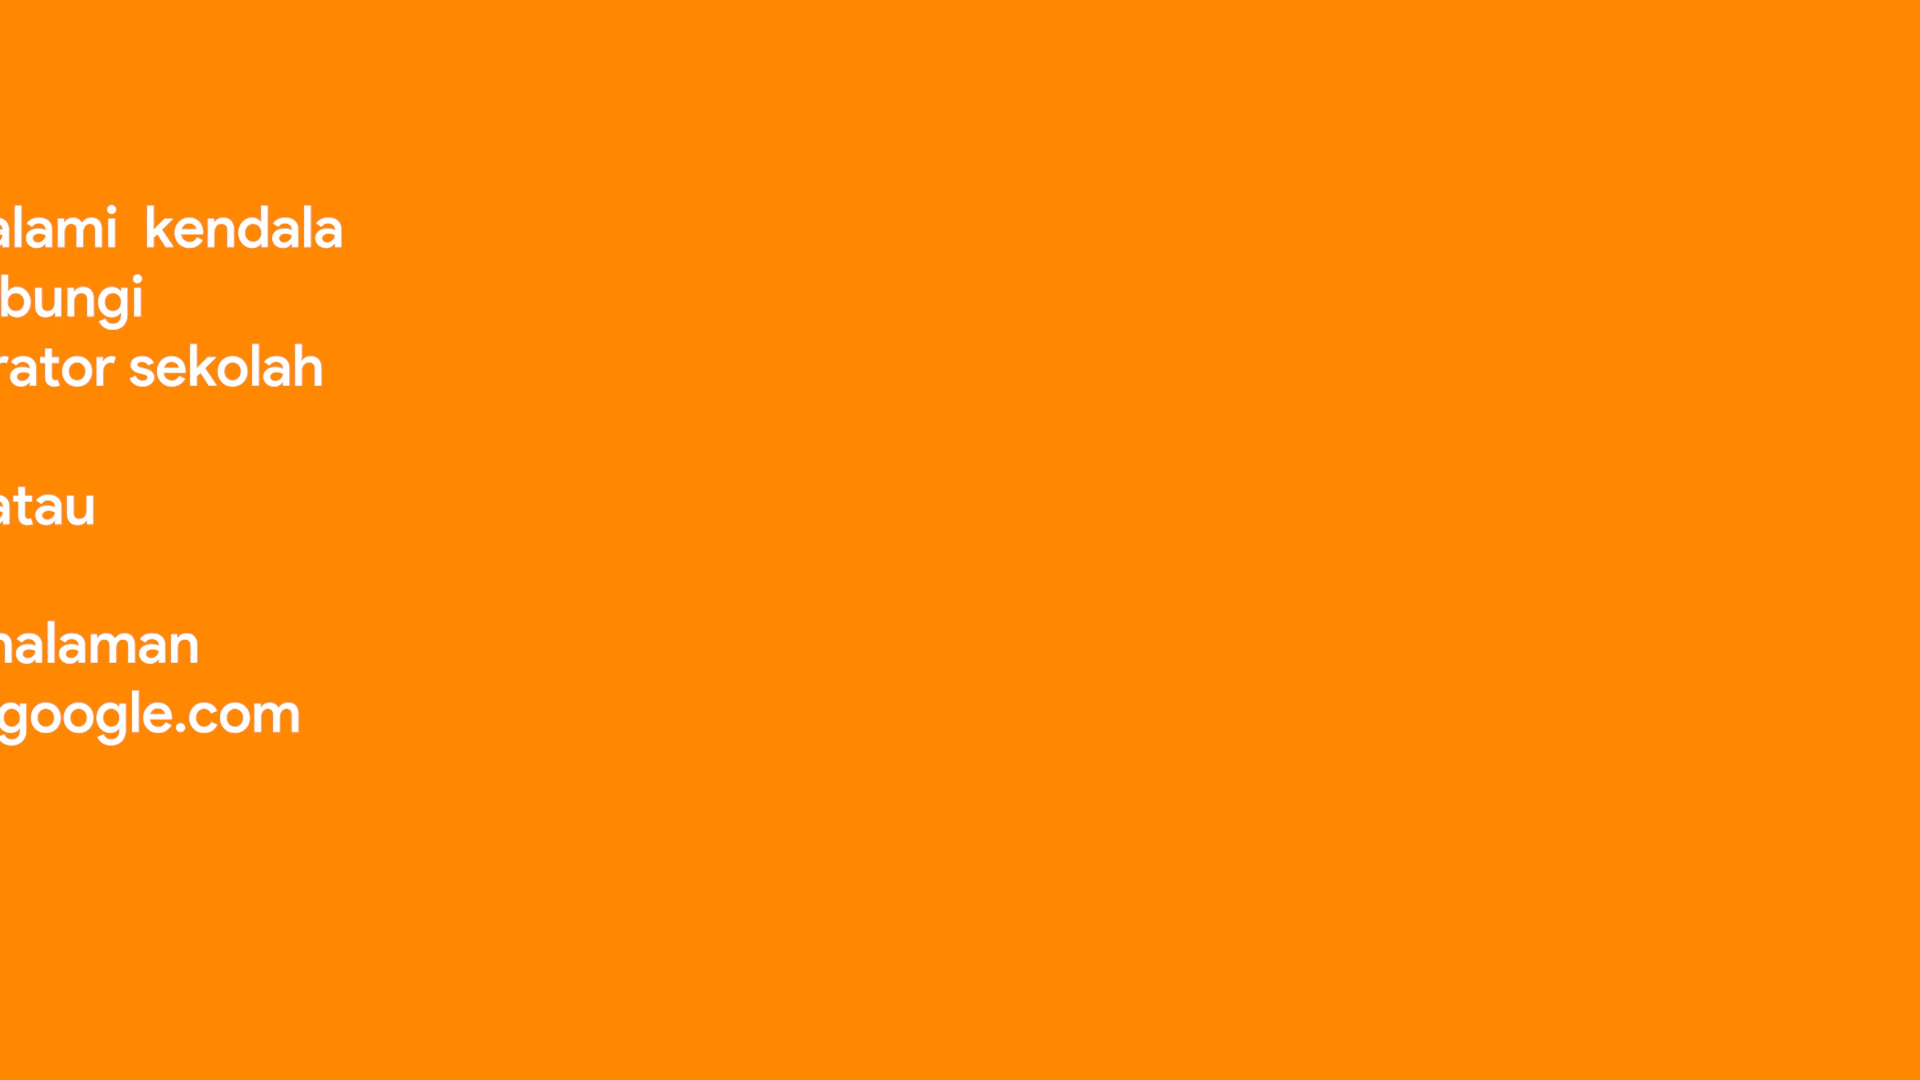 alami kendala
bungi
rator sekolah
atau
halaman
google.com